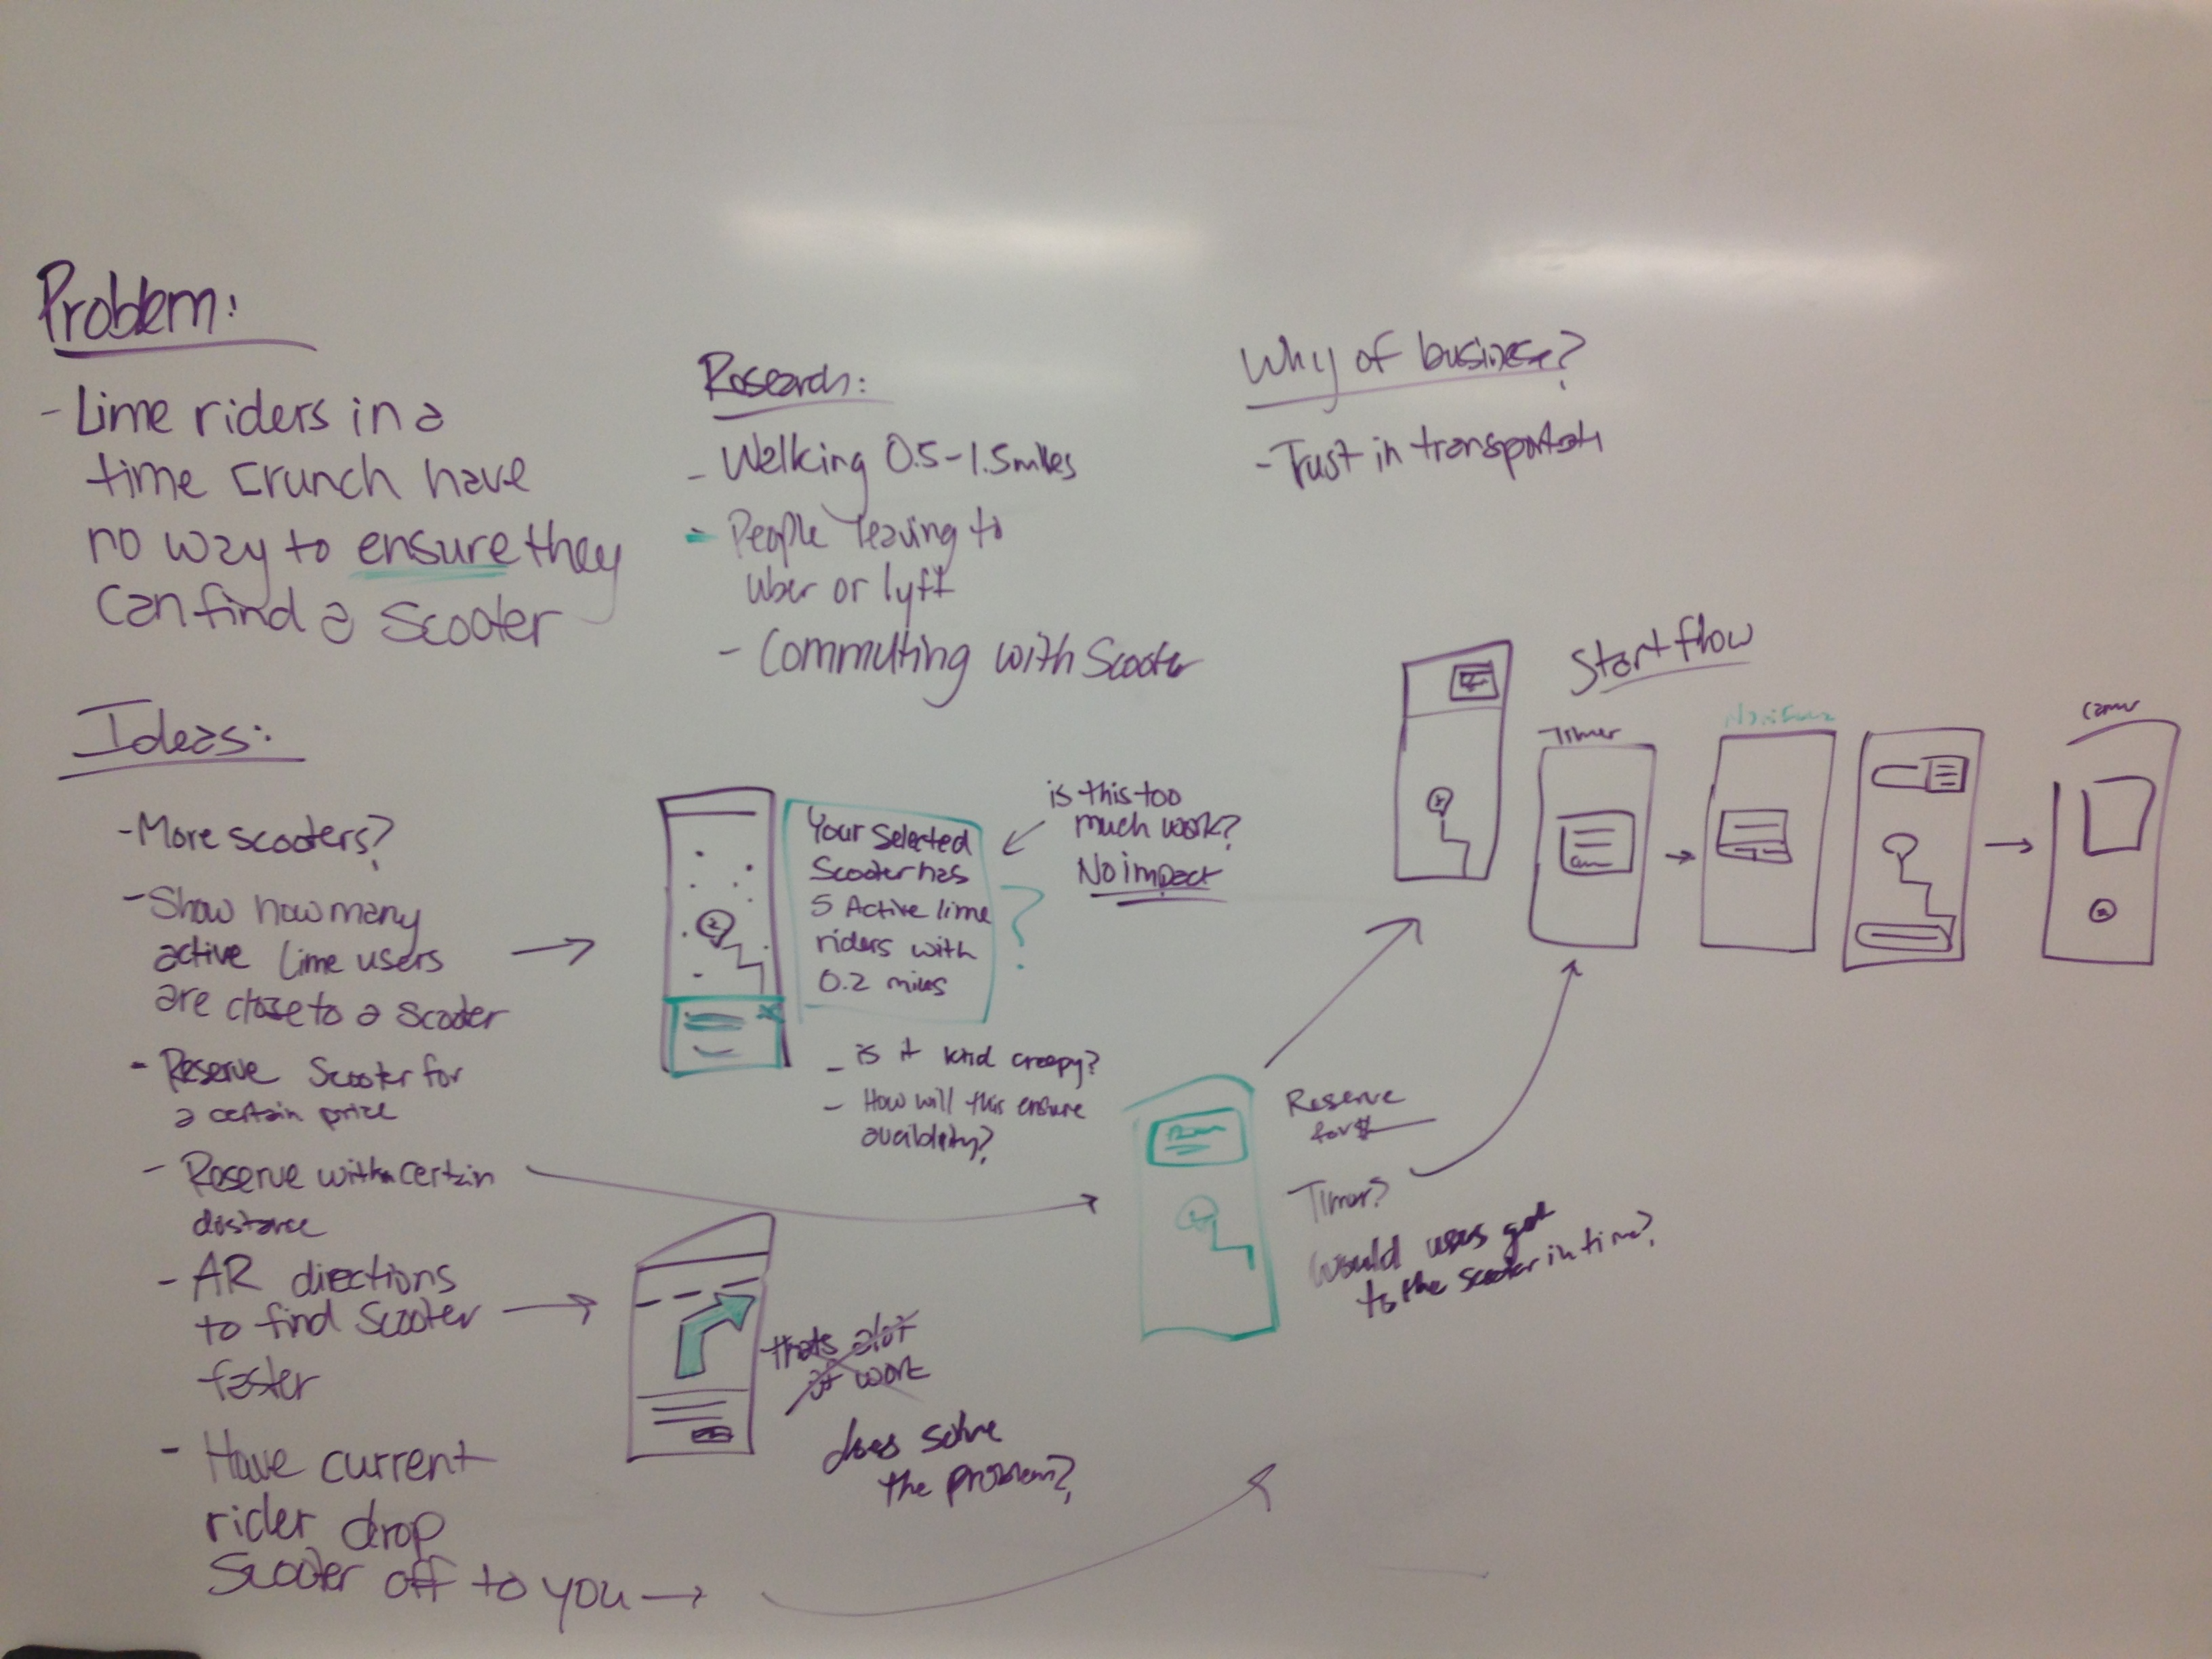 Problem:
- Lime riders in a
time crunch have
no way to ensure they
can find a scooter
Research:
- Walking 0.5-1.5 miles
- People leaving to
uber or lyft
- Commuting with Scooter
Why of business?
- Trust in transportation
Ideas:
- More scooters?
- Show how many
active lime users
are close to a scooter
- Reserve Scooter for
a certain price
- Reserve with a certain
distance
- AR directions
to find scooter
faster
- Have current
rider drop
scooter off to you
Your selected
Scooter has
5 Active lime
riders with
0.2 miles
?
is this too
much work?
No impact
- is it kind creepy?
- How will this ensure
availability?
thats alot
of work
does solve
the problem?
Reserve
for $
Timer?
Would users get
to the scooter in time?
Start flow
Timer